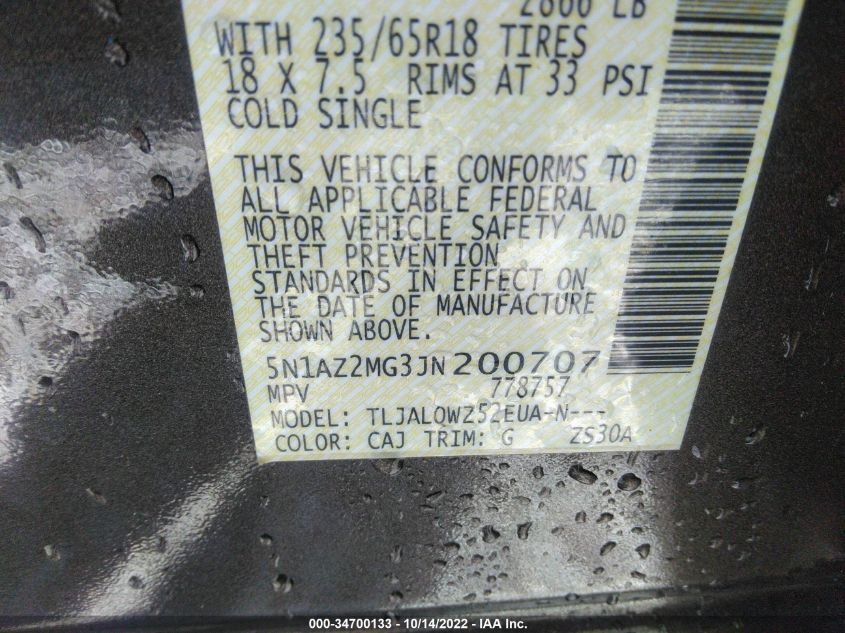 2866 LB
WITH 235/65R18 TIRES
18 X 7.5 RIMS AT 33 PSI
COLD SINGLE
THIS VEHICLE CONFORMS TO
ALL APPLICABLE FEDERAL
MOTOR VEHICLE SAFETY AND
THEFT PREVENTION
STANDARDS IN EFFECT ON
THE DATE OF MANUFACTURE
SHOWN ABOVE.
5N1AZ2MG3JN200707
MPV 778757
MODEL: TLJALOWZ52EUA-N---
COLOR: CAJ TRIM: G ZS30A
000-34700133 - 10/14/2022 - IAA Inc.